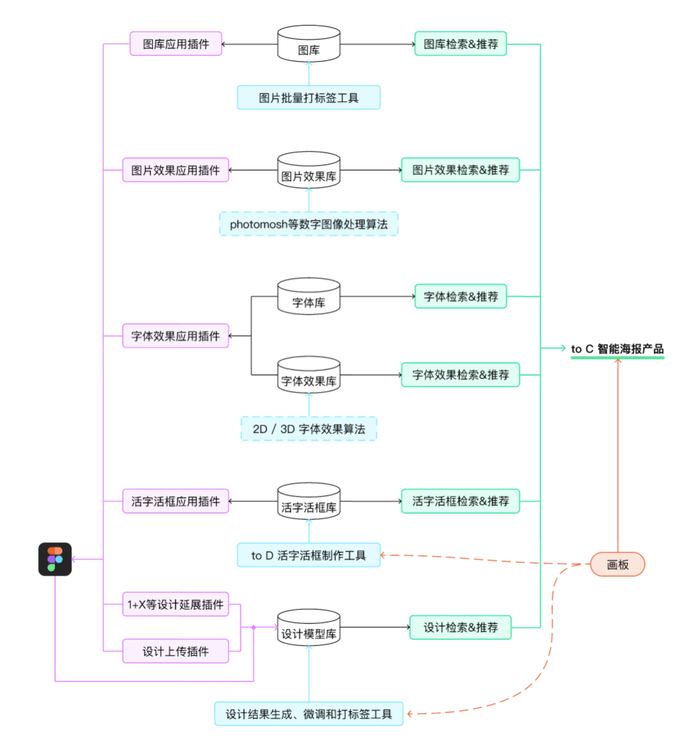 图库应用插件
图库
图库检索&推荐
图片批量打标签工具
图片效果应用插件
图片效果库
图片效果检索&推荐
photomosh等数字图像处理算法
字体库
字体检索&推荐
字体效果应用插件
to C 智能海报产品
字体效果库
字体效果检索&推荐
2D / 3D 字体效果算法
活字活框应用插件
活字活框库
活字活框检索&推荐
to D 活字活框制作工具
画板
1+X等设计延展插件
设计模型库
设计检索&推荐
设计上传插件
设计结果生成、微调和打标签工具